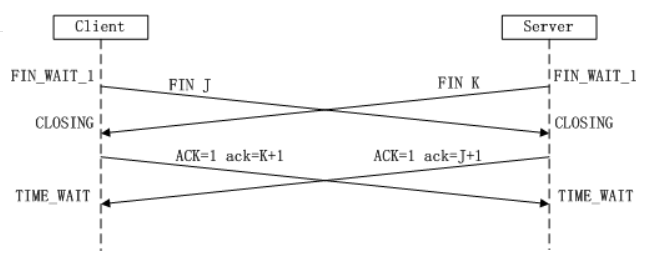 Client Server
FIN_WAIT_1 FIN J FIN K FIN_WAIT_1
CLOSING CLOSING
ACK=1 ack=K+1 ACK=1 ack=J+1
TIME_WAIT TIME_WAIT